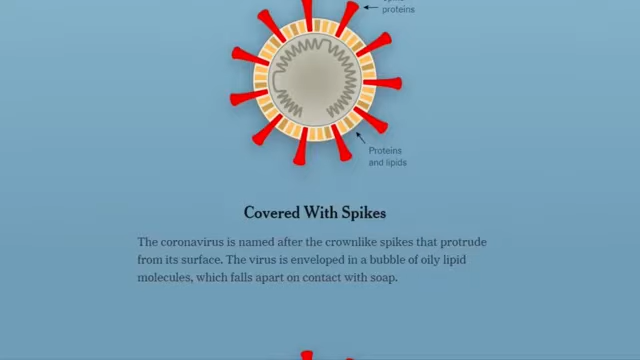 proteins
Proteins
and lipids
Covered With Spikes
The coronavirus is named after the crownlike spikes that protrude
from its surface. The virus is enveloped in a bubble of oily lipid
molecules, which falls apart on contact with soap.